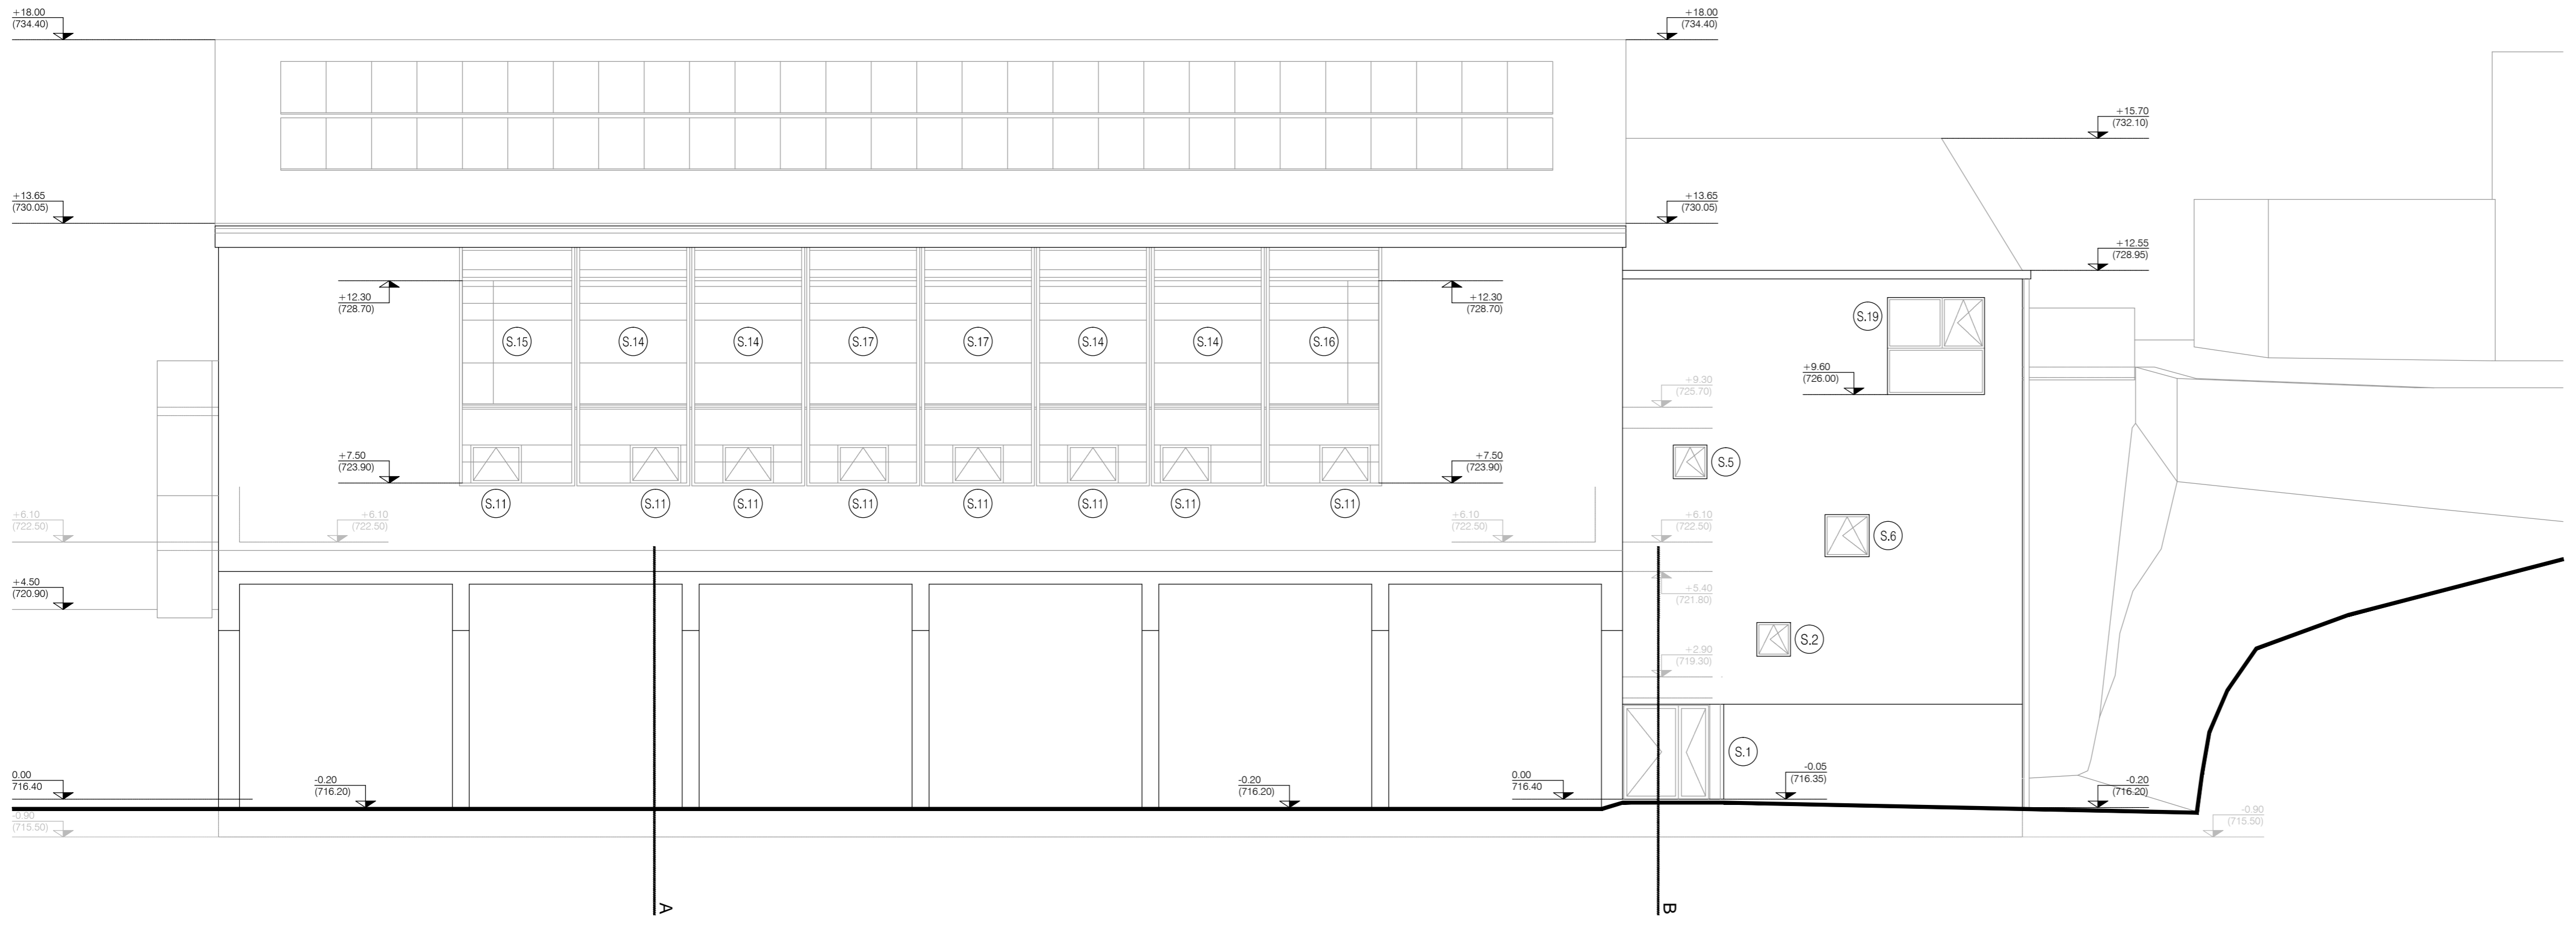 +18.00
(734.40)
+18.00
(734.40)
+15.70
(732.10)
+13.65
(730.05)
+13.65
(730.05)
+12.55
(728.95)
+12.30
(728.70)
+12.30
(728.70)
S.15
S.14
S.14
S.17
S.17
S.14
S.14
S.16
S.19
+9.60
(726.00)
+9.30
(725.70)
+7.50
(723.90)
+7.50
(723.90)
S.5
S.11
S.11
S.11
S.11
S.11
S.11
S.11
S.11
+6.10
(722.50)
+6.10
(722.50)
+6.10
(722.50)
+6.10
(722.50)
S.6
+4.50
(720.90)
+5.40
(721.80)
S.2
+2.90
(719.30)
S.1
0.00
716.40
-0.20
(716.20)
-0.20
(716.20)
0.00
716.40
-0.05
(716.35)
-0.20
(716.20)
-0.90
(715.50)
-0.90
(715.50)
A
B